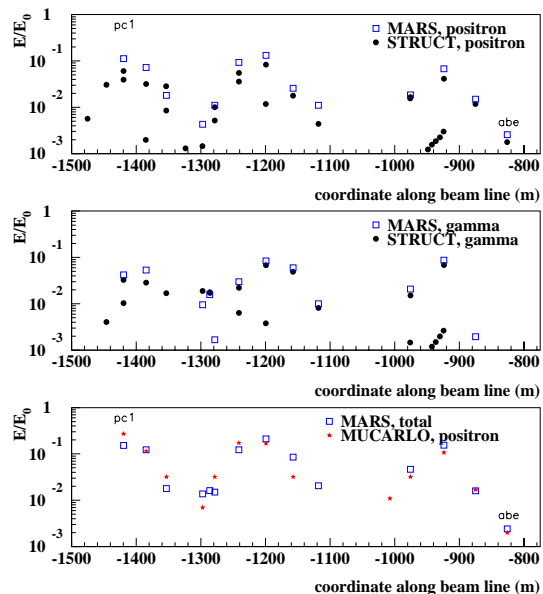 E/E0
1
10 -1
10 -2
10 -3
pc1
MARS, positron
STRUCT, positron
abe
-1500 -1400 -1300 -1200 -1100 -1000 -900 -800
coordinate along beam line (m)
E/E0
1
10 -1
10 -2
10 -3
MARS, gamma
STRUCT, gamma
-1500 -1400 -1300 -1200 -1100 -1000 -900 -800
coordinate along beam line (m)
E/E0
1
10 -1
10 -2
10 -3
pc1
MARS, total
MUCARLO, positron
abe
-1500 -1400 -1300 -1200 -1100 -1000 -900 -800
coordinate along beam line (m)